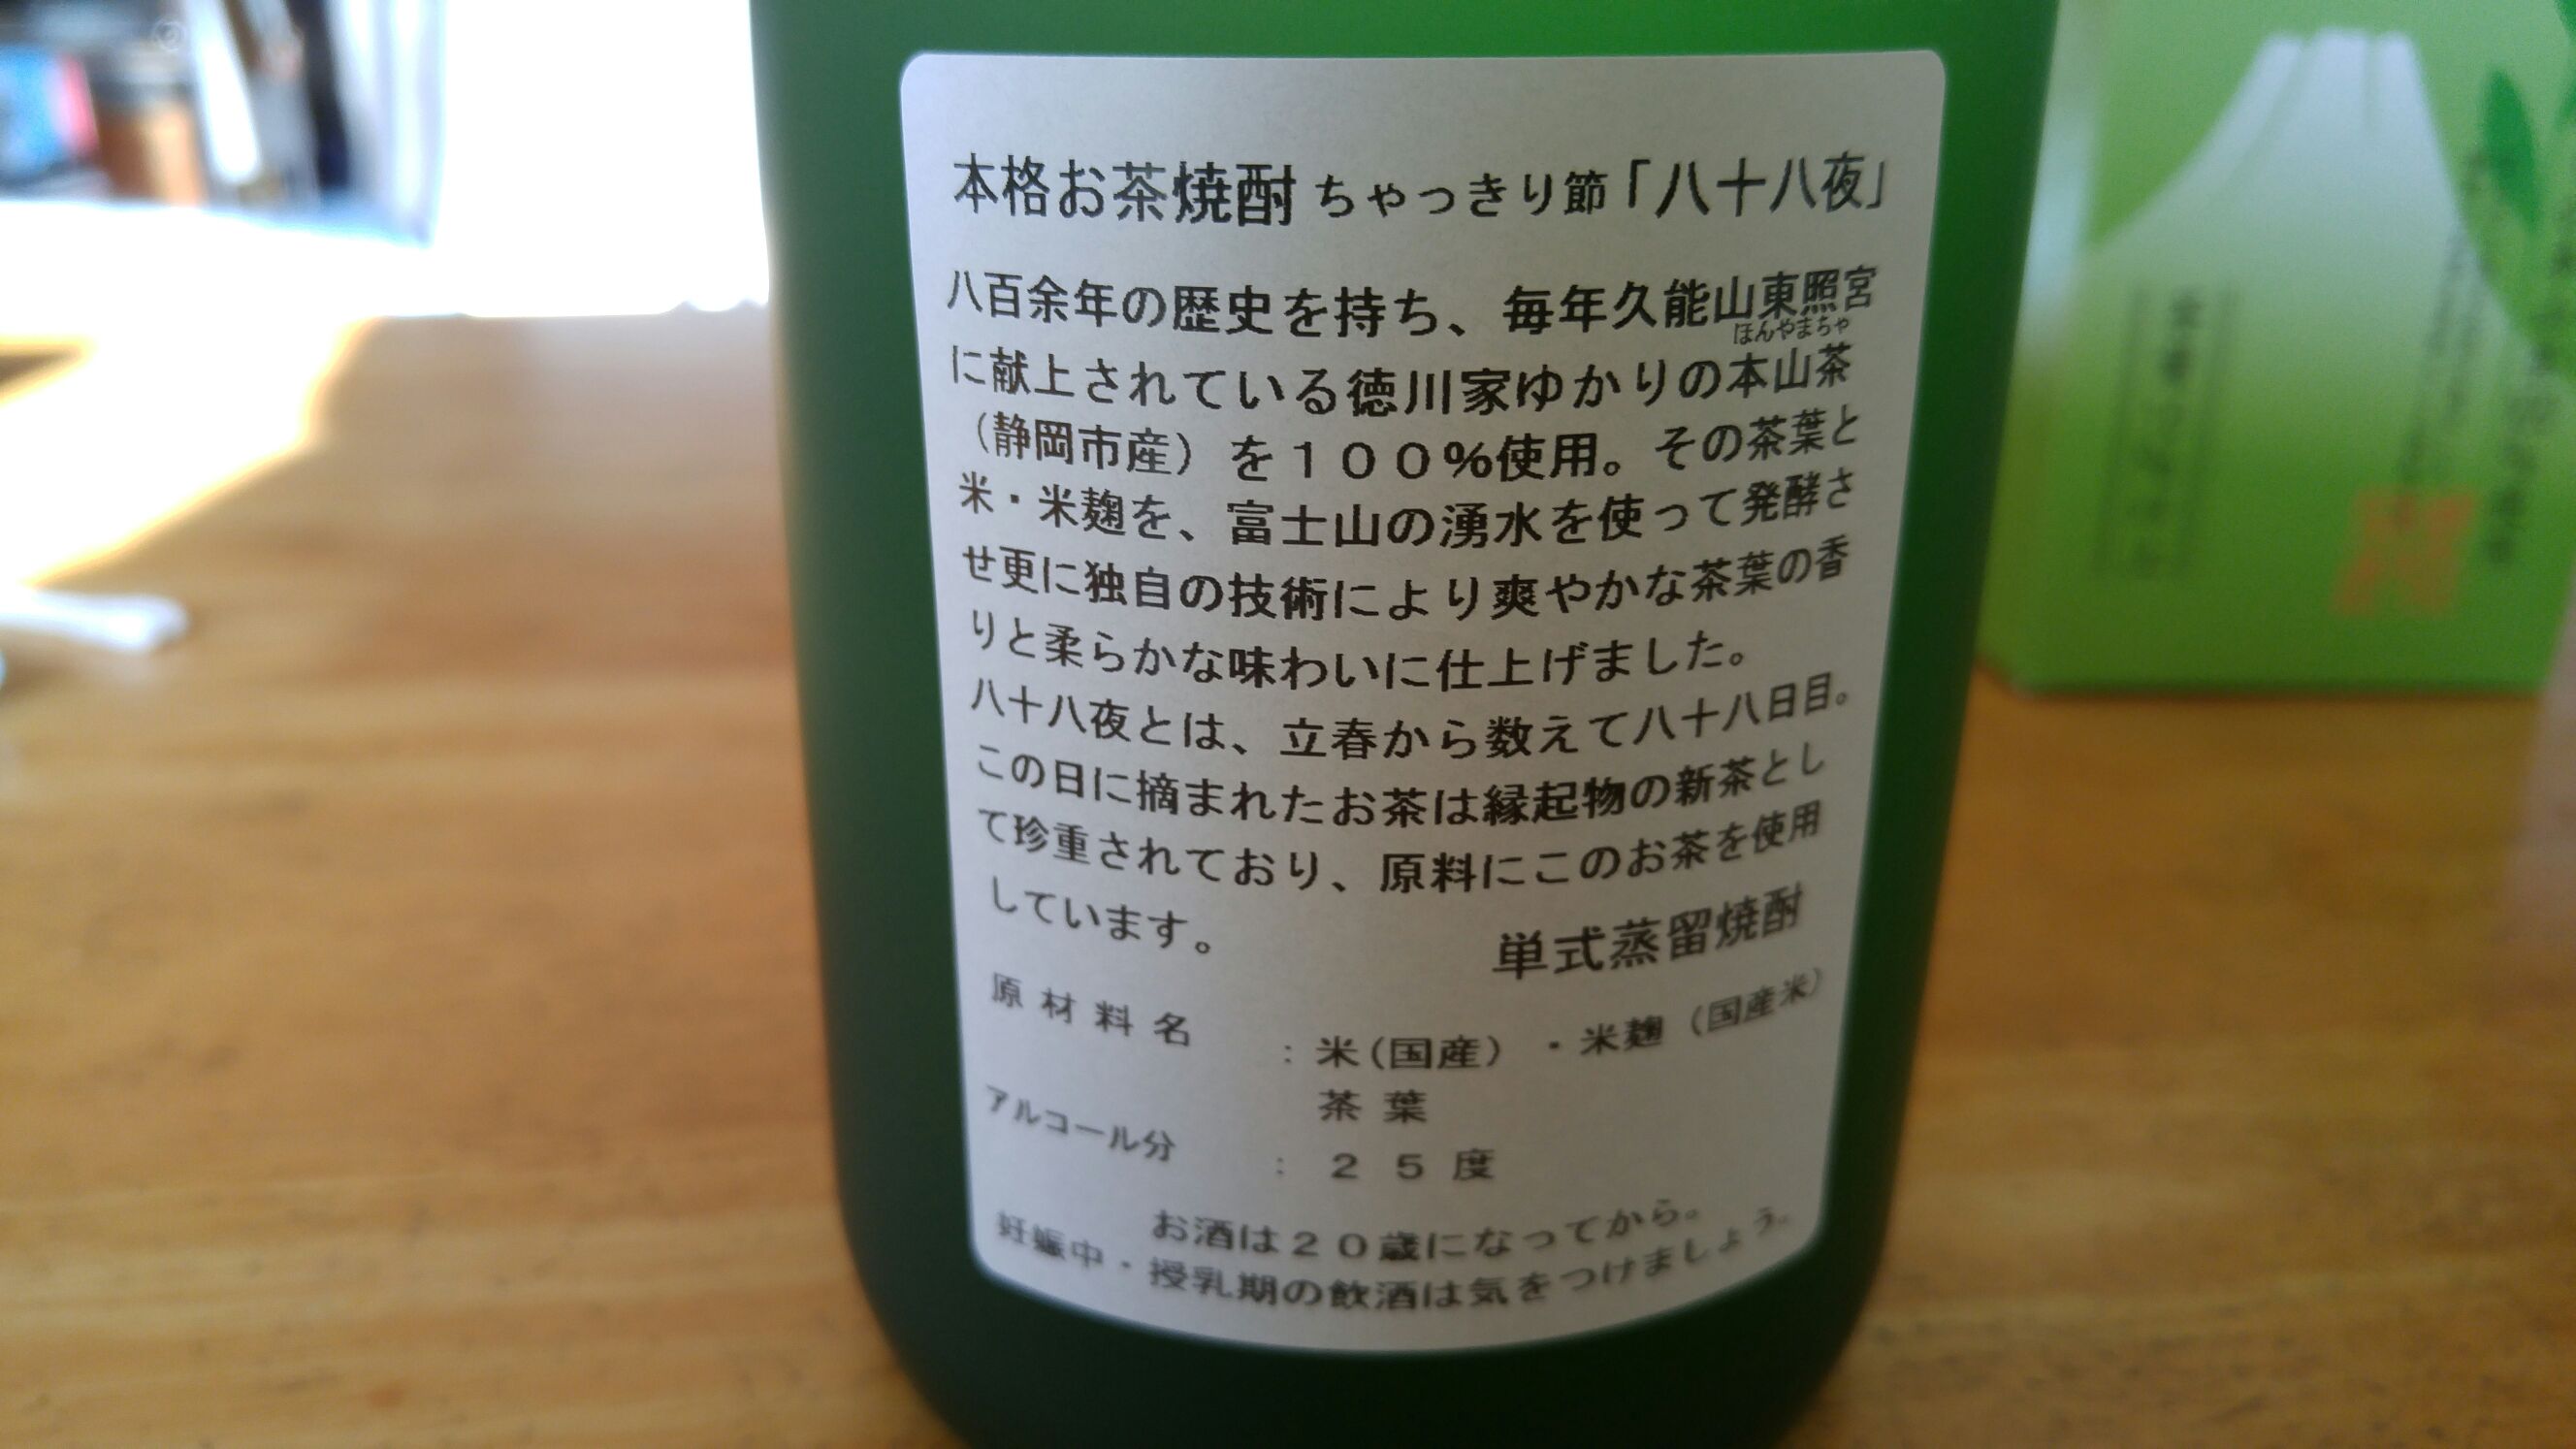 本格お茶焼酎 ちゃっきり節「八十八夜」
八百余年の歴史を持ち、毎年久能山東照宮
ほんやまちゃ
に献上されている徳川家ゆかりの本山茶
（静岡市産）を１００％使用。その茶葉と
米・米麹を、富士山の湧水を使って発酵さ
せ更に独自の技術により爽やかな茶葉の香
りと柔らかな味わいに仕上げました。
八十八夜とは、立春から数えて八十八日目。
この日に摘まれたお茶は縁起物の新茶とし
て珍重されており、原料にこのお茶を使用
しています。
単式蒸留焼酎
原材料名 ：米（国産）・米麹（国産米）
茶葉
アルコール分 ：２５度
お酒は２０歳になってから。
妊娠中・授乳期の飲酒は気をつけましょう。